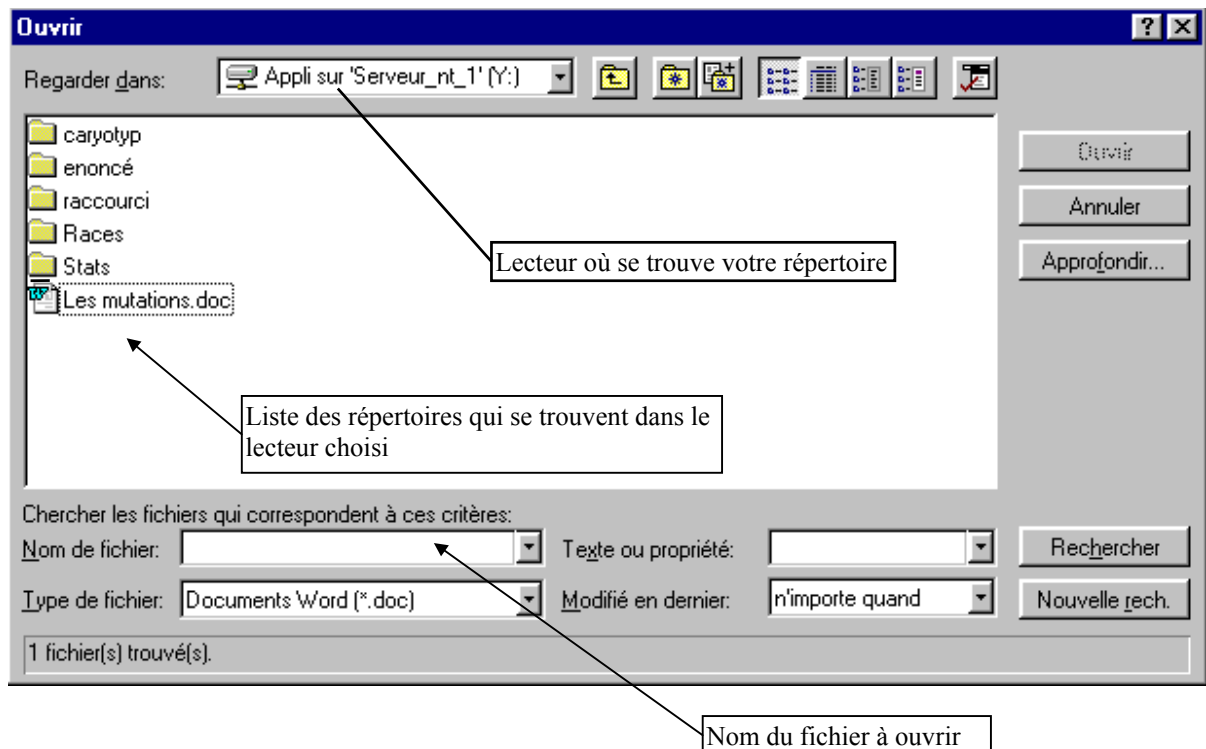 Ouvrir
Regarder dans: Appli sur 'Serveur_nt_1' (Y:)
caryotyp
enoncé
raccourci
Races
Stats
Les mutations.doc
Ouvrir
Annuler
Approfondir...
Lecteur où se trouve votre répertoire
Liste des répertoires qui se trouvent dans le
lecteur choisi
Chercher les fichiers qui correspondent à ces critères:
Nom de fichier: Texte ou propriété: Rechercher
Type de fichier: Documents Word (*.doc) Modifié en dernier: n'importe quand Nouvelle rech.
1 fichier(s) trouvé(s).
Nom du fichier à ouvrir